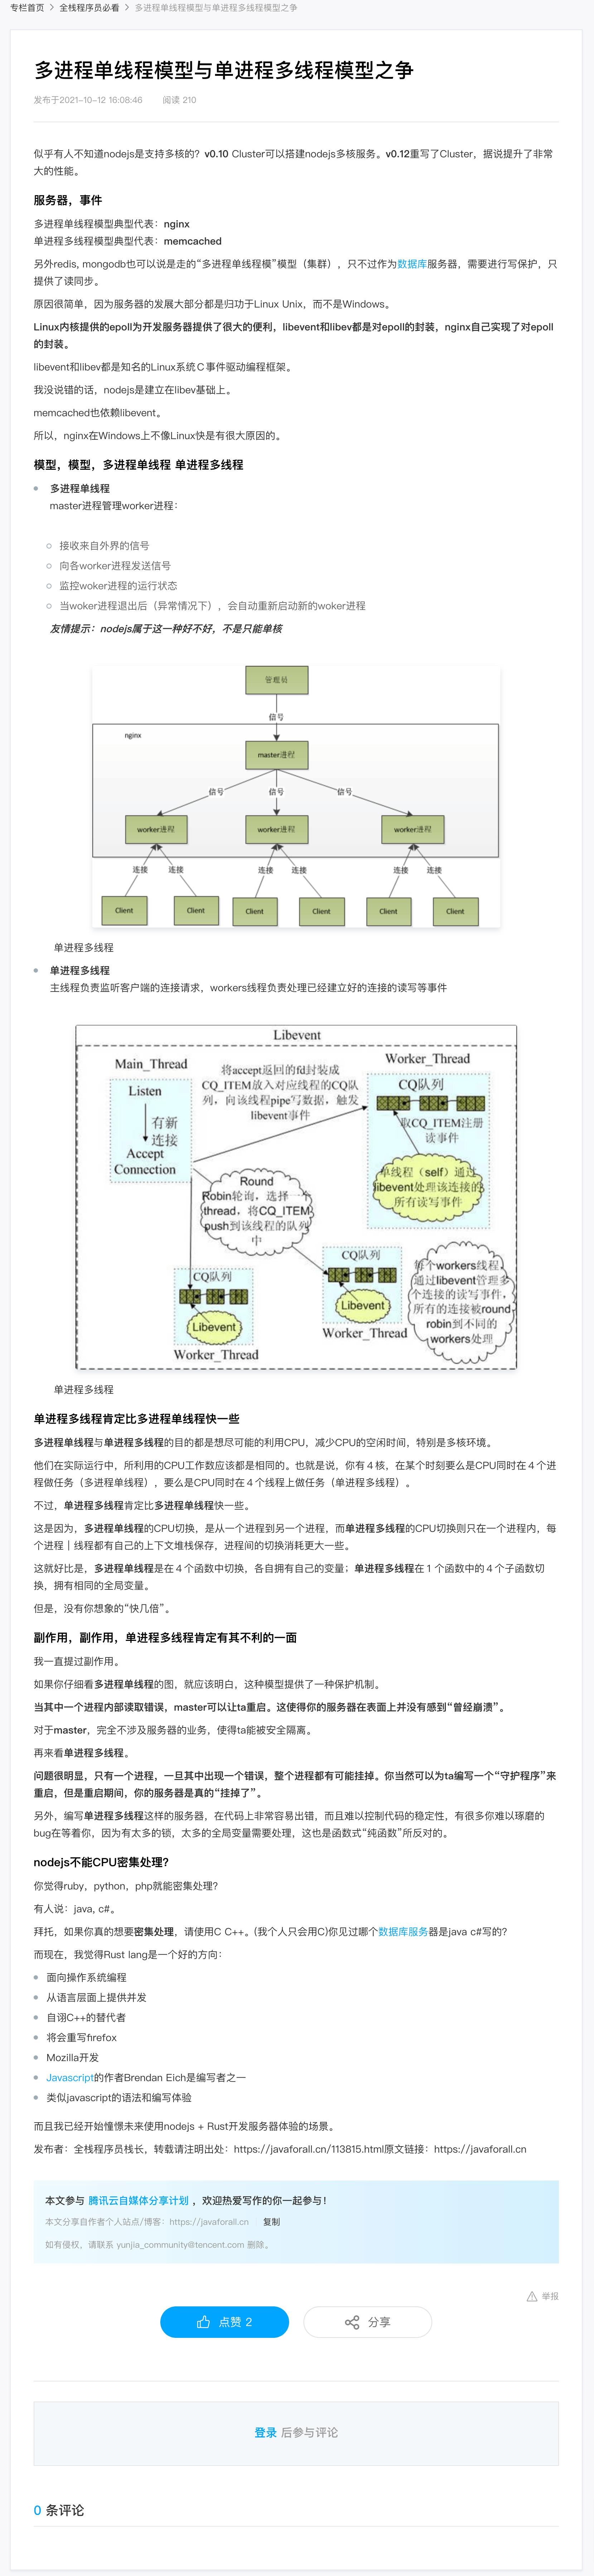 专栏首页 > 全栈程序员必看 > 多进程单线程模型与单进程多线程模型之争
多进程单线程模型与单进程多线程模型之争
发布于2021-10-12 16:08:46 阅读 210
似乎有人不知道nodejs是支持多核的？v0.10 Cluster可以搭建nodejs多核服务。v0.12重写了Cluster，据说提升了非常
大的性能。
服务器，事件
多进程单线程模型典型代表：nginx
单进程多线程模型典型代表：memcached
另外redis, mongodb也可以说是走的“多进程单线程模”模型（集群），只不过作为数据库服务器，需要进行写保护，只
提供了读同步。
原因很简单，因为服务器的发展大部分都是归功于Linux Unix，而不是Windows。
Linux内核提供的epoll为开发服务器提供了很大的便利，libevent和libev都是对epoll的封装，nginx自己实现了对epoll
的封装。
libevent和libev都是知名的Linux系统Ｃ事件驱动编程框架。
我没说错的话，nodejs是建立在libev基础上。
memcached也依赖libevent。
所以，nginx在Windows上不像Linux快是有很大原因的。
模型，模型，多进程单线程 单进程多线程
多进程单线程
master进程管理worker进程：
接收来自外界的信号
向各worker进程发送信号
监控woker进程的运行状态
当woker进程退出后（异常情况下），会自动重新启动新的woker进程
友情提示：nodejs属于这一种好不好，不是只能单核
管理员
信号
nginx
master进程
信号 信号 信号
worker进程 worker进程 worker进程
连接 连接 连接 连接 连接 连接
Client Client Client Client Client Client
单进程多线程
单进程多线程
主线程负责监听客户端的连接请求，workers线程负责处理已经建立好的连接的读写等事件
Libevent
Main_Thread
Listen
有新
连接
Accept
Connection
将accept返回的fd封装成
CQ_ITEM放入对应线程的CQ队
列，向该线程pipe写数据，触发
libevent事件
Worker_Thread
CQ队列
取CQ_ITEM注册
读事件
单线程（self）通过
libevent处理该连接的
所有读写事件
Round
Robin轮询，选择一个
thread，将CQ_ITEM
push到该线程的队列
中
CQ队列
Libevent
Worker_Thread
CQ队列
Libevent
Worker_Thread
每个workers线程，
通过libevent管理多
个连接的读写事件，
所有的连接被round
robin到不同的
workers处理
单进程多线程
单进程多线程肯定比多进程单线程快一些
多进程单线程与单进程多线程的目的都是想尽可能的利用CPU，减少CPU的空闲时间，特别是多核环境。
他们在实际运行中，所利用的CPU工作数应该都是相同的。也就是说，你有４核，在某个时刻要么是CPU同时在４个进
程做任务（多进程单线程），要么是CPU同时在４个线程上做任务（单进程多线程）。
不过，单进程多线程肯定比多进程单线程快一些。
这是因为，多进程单线程的CPU切换，是从一个进程到另一个进程，而单进程多线程的CPU切换则只在一个进程内，每
个进程｜线程都有自己的上下文堆栈保存，进程间的切换消耗更大一些。
这就好比是，多进程单线程是在４个函数中切换，各自拥有自己的变量；单进程多线程在１个函数中的４个子函数切
换，拥有相同的全局变量。
但是，没有你想象的“快几倍”。
副作用，副作用，单进程多线程肯定有其不利的一面
我一直提过副作用。
如果你仔细看多进程单线程的图，就应该明白，这种模型提供了一种保护机制。
当其中一个进程内部读取错误，master可以让ta重启。这使得你的服务器在表面上并没有感到“曾经崩溃”。
对于master，完全不涉及服务器的业务，使得ta能被安全隔离。
再来看单进程多线程。
问题很明显，只有一个进程，一旦其中出现一个错误，整个进程都有可能挂掉。你当然可以为ta编写一个“守护程序”来
重启，但是重启期间，你的服务器是真的“挂掉了”。
另外，编写单进程多线程这样的服务器，在代码上非常容易出错，而且难以控制代码的稳定性，有很多你难以琢磨的
bug在等着你，因为有太多的锁，太多的全局变量需要处理，这也是函数式“纯函数”所反对的。
nodejs不能CPU密集处理？
你觉得ruby，python，php就能密集处理？
有人说：java, c#。
拜托，如果你真的想要密集处理，请使用C C++。(我个人只会用C)你见过哪个数据库服务器是java c#写的？
而现在，我觉得Rust lang是一个好的方向：
面向操作系统编程
从语言层面上提供并发
自诩C++的替代者
将会重写firefox
Mozilla开发
Javascript的作者Brendan Eich是编写者之一
类似javascript的语法和编写体验
而且我已经开始憧憬未来使用nodejs + Rust开发服务器体验的场景。
发布者：全栈程序员栈长，转载请注明出处：https://javaforall.cn/113815.html原文链接：https://javaforall.cn
本文参与 腾讯云自媒体分享计划 ，欢迎热爱写作的你一起参与！
本文分享自作者个人站点/博客：https://javaforall.cn 复制
如有侵权，请联系 yunjia_community@tencent.com 删除。
举报
点赞 2 分享
登录 后参与评论
0 条评论